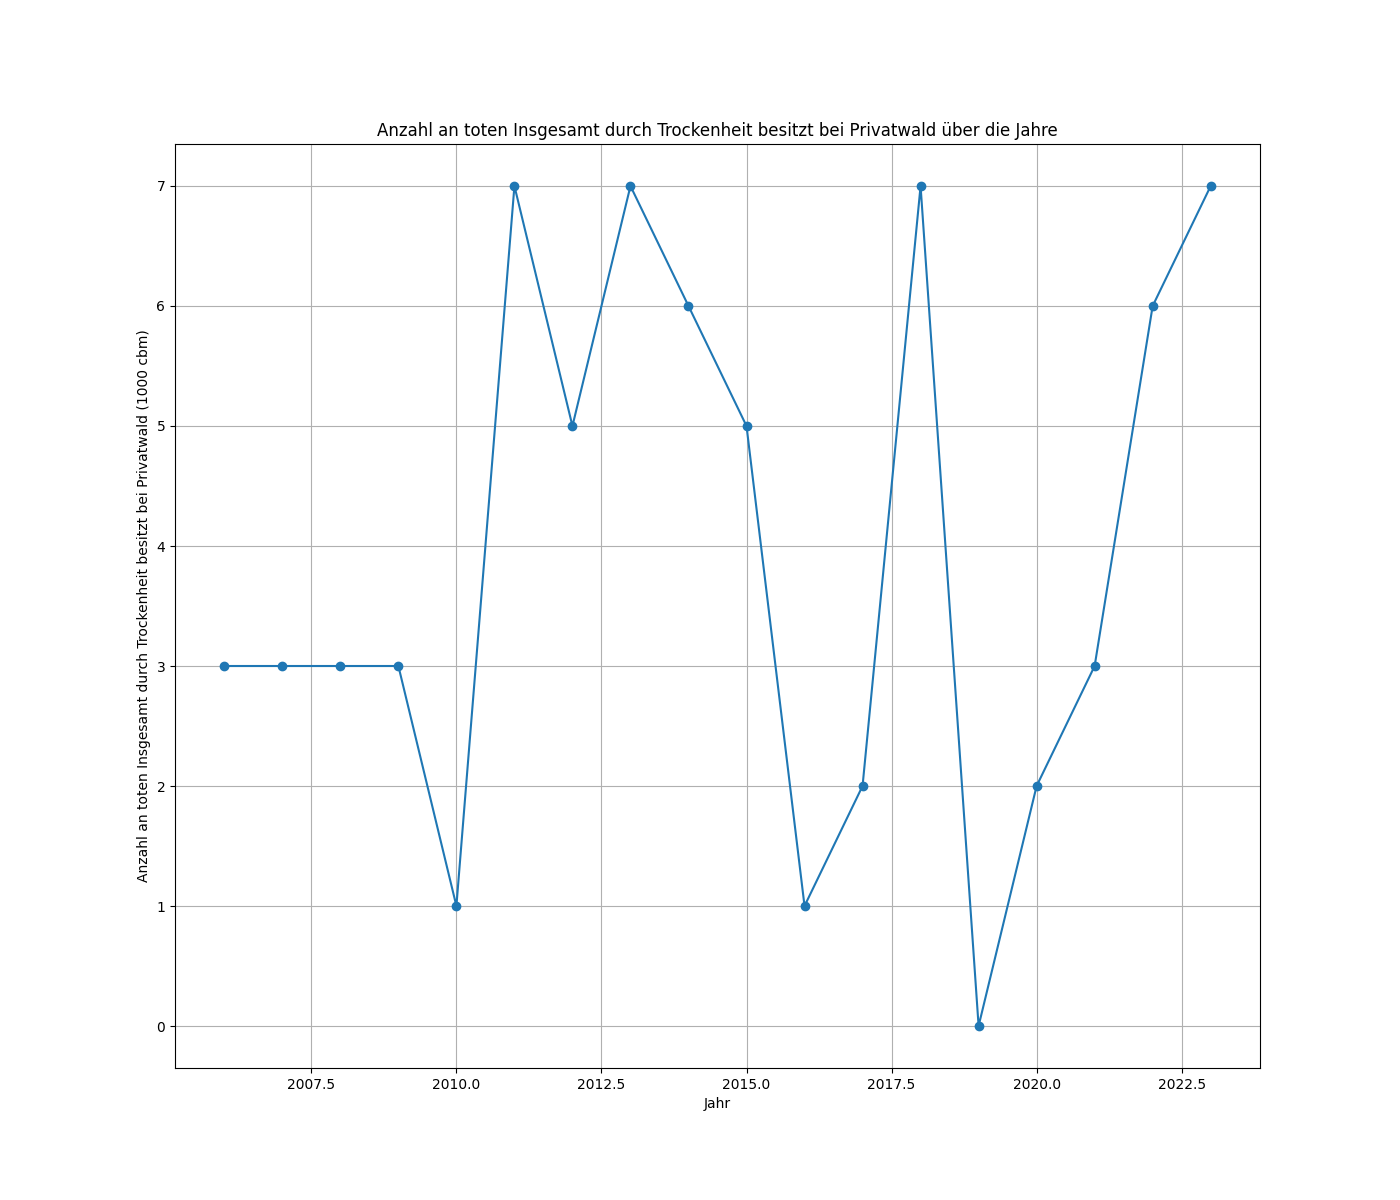 Anzahl an toten Insgesamt durch Trockenheit besitzt bei Privatwald über die Jahre
Anzahl an toten Insgesamt durch Trockenheit besitzt bei Privatwald (1000 cbm)
7
6
5
4
3
2
1
0
2007.5 2010.0 2012.5 2015.0 2017.5 2020.0 2022.5
Jahr